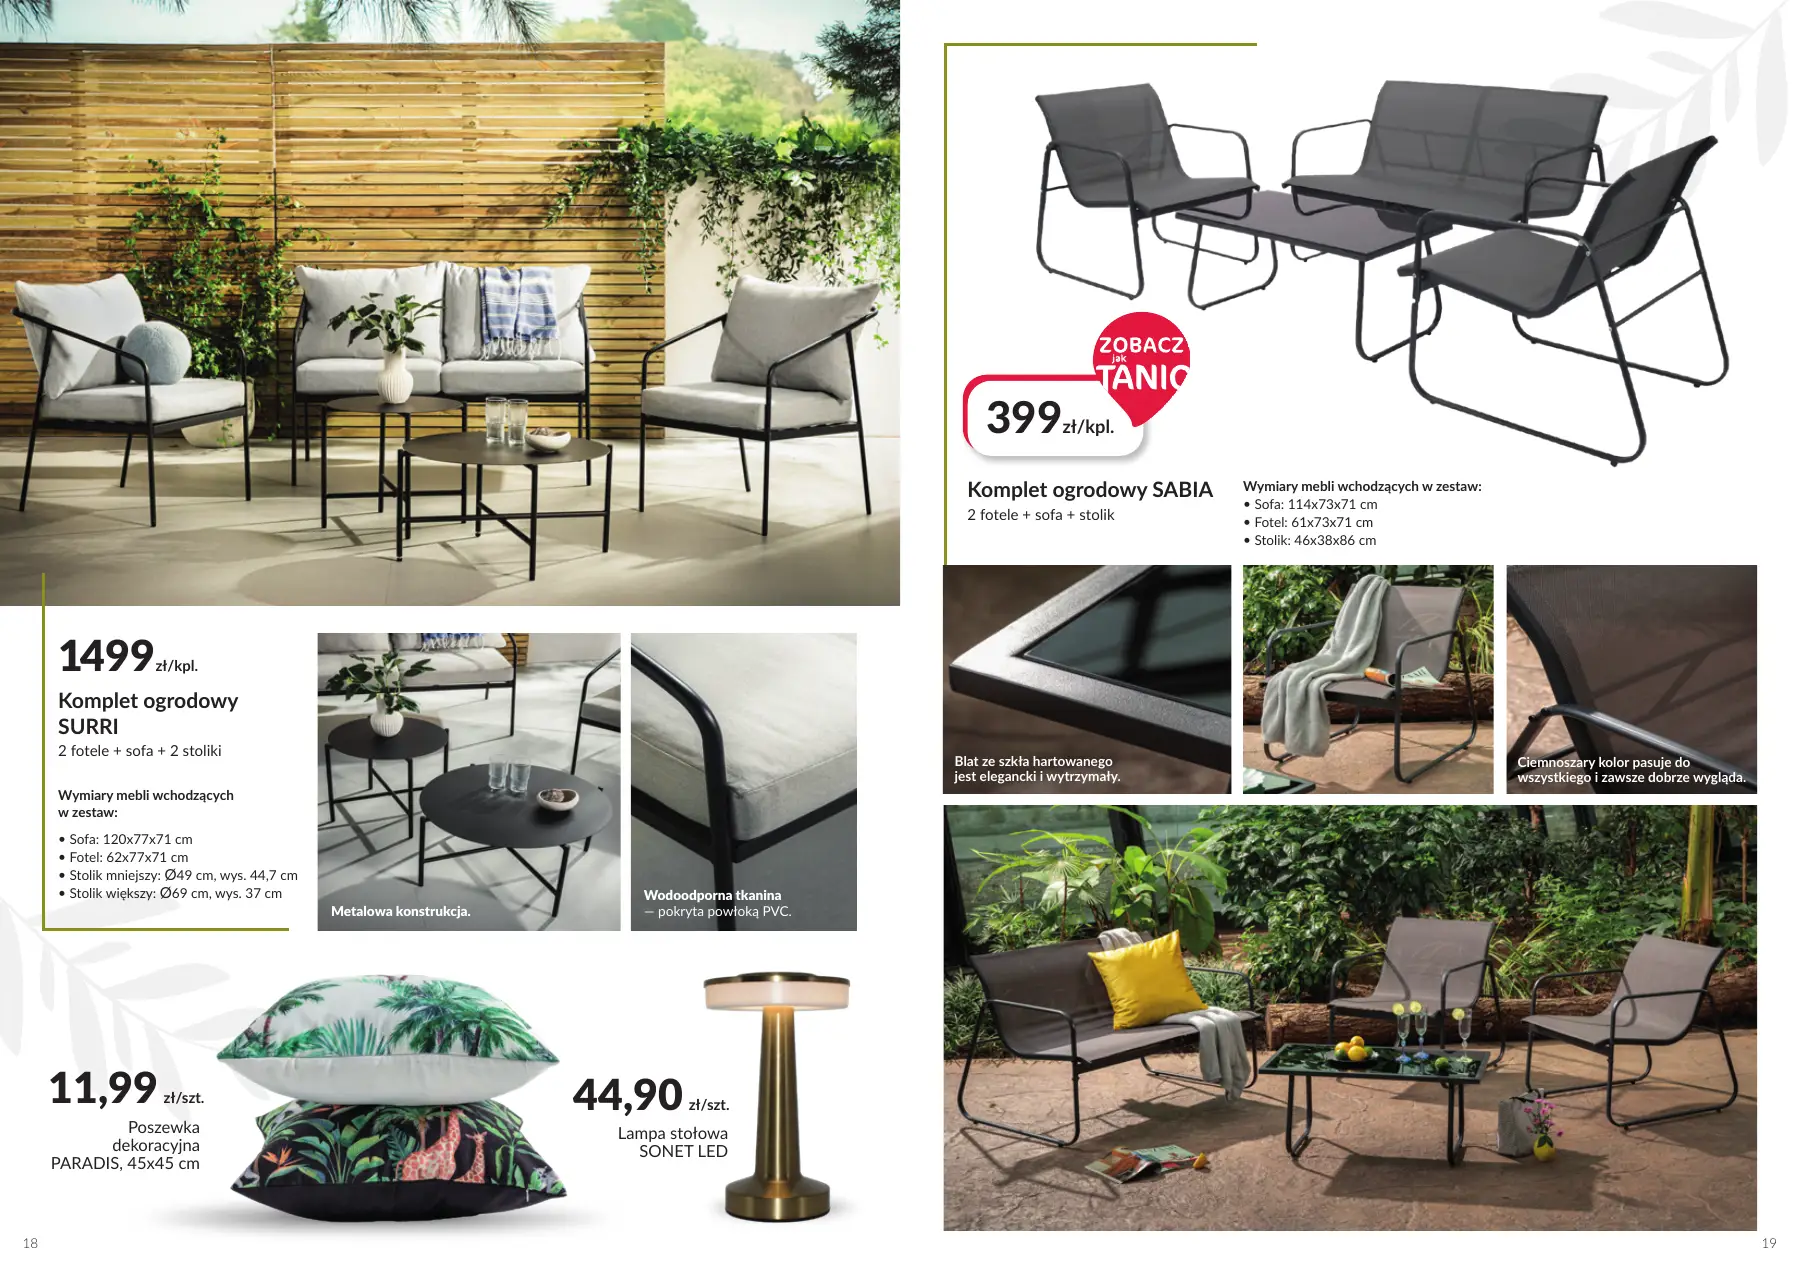 1499 zł/kpl.
Komplet ogrodowy
SURRI
2 fotele + sofa + 2 stoliki
Wymiary mebli wchodzących
w zestaw:
• Sofa: 120x77x71 cm
• Fotel: 62x77x71 cm
• Stolik mniejszy: Ø49 cm, wys. 44,7 cm
• Stolik większy: Ø69 cm, wys. 37 cm
Metalowa konstrukcja.
Wodoodporna tkanina
— pokryta powłoką PVC.
11,99 zł/szt.
Poszewka
dekoracyjna
PARADIS, 45x45 cm
44,90 zł/szt.
Lampa stołowa
SONET LED
18
ZOBACZ
jak
TANIO
399 zł/kpl.
Komplet ogrodowy SABIA
2 fotele + sofa + stolik
Wymiary mebli wchodzących w zestaw:
• Sofa: 114x73x71 cm
• Fotel: 61x73x71 cm
• Stolik: 46x38x86 cm
Blat ze szkła hartowanego
jest elegancki i wytrzymały.
Ciemnoszary kolor pasuje do
wszystkiego i zawsze dobrze wygląda.
19